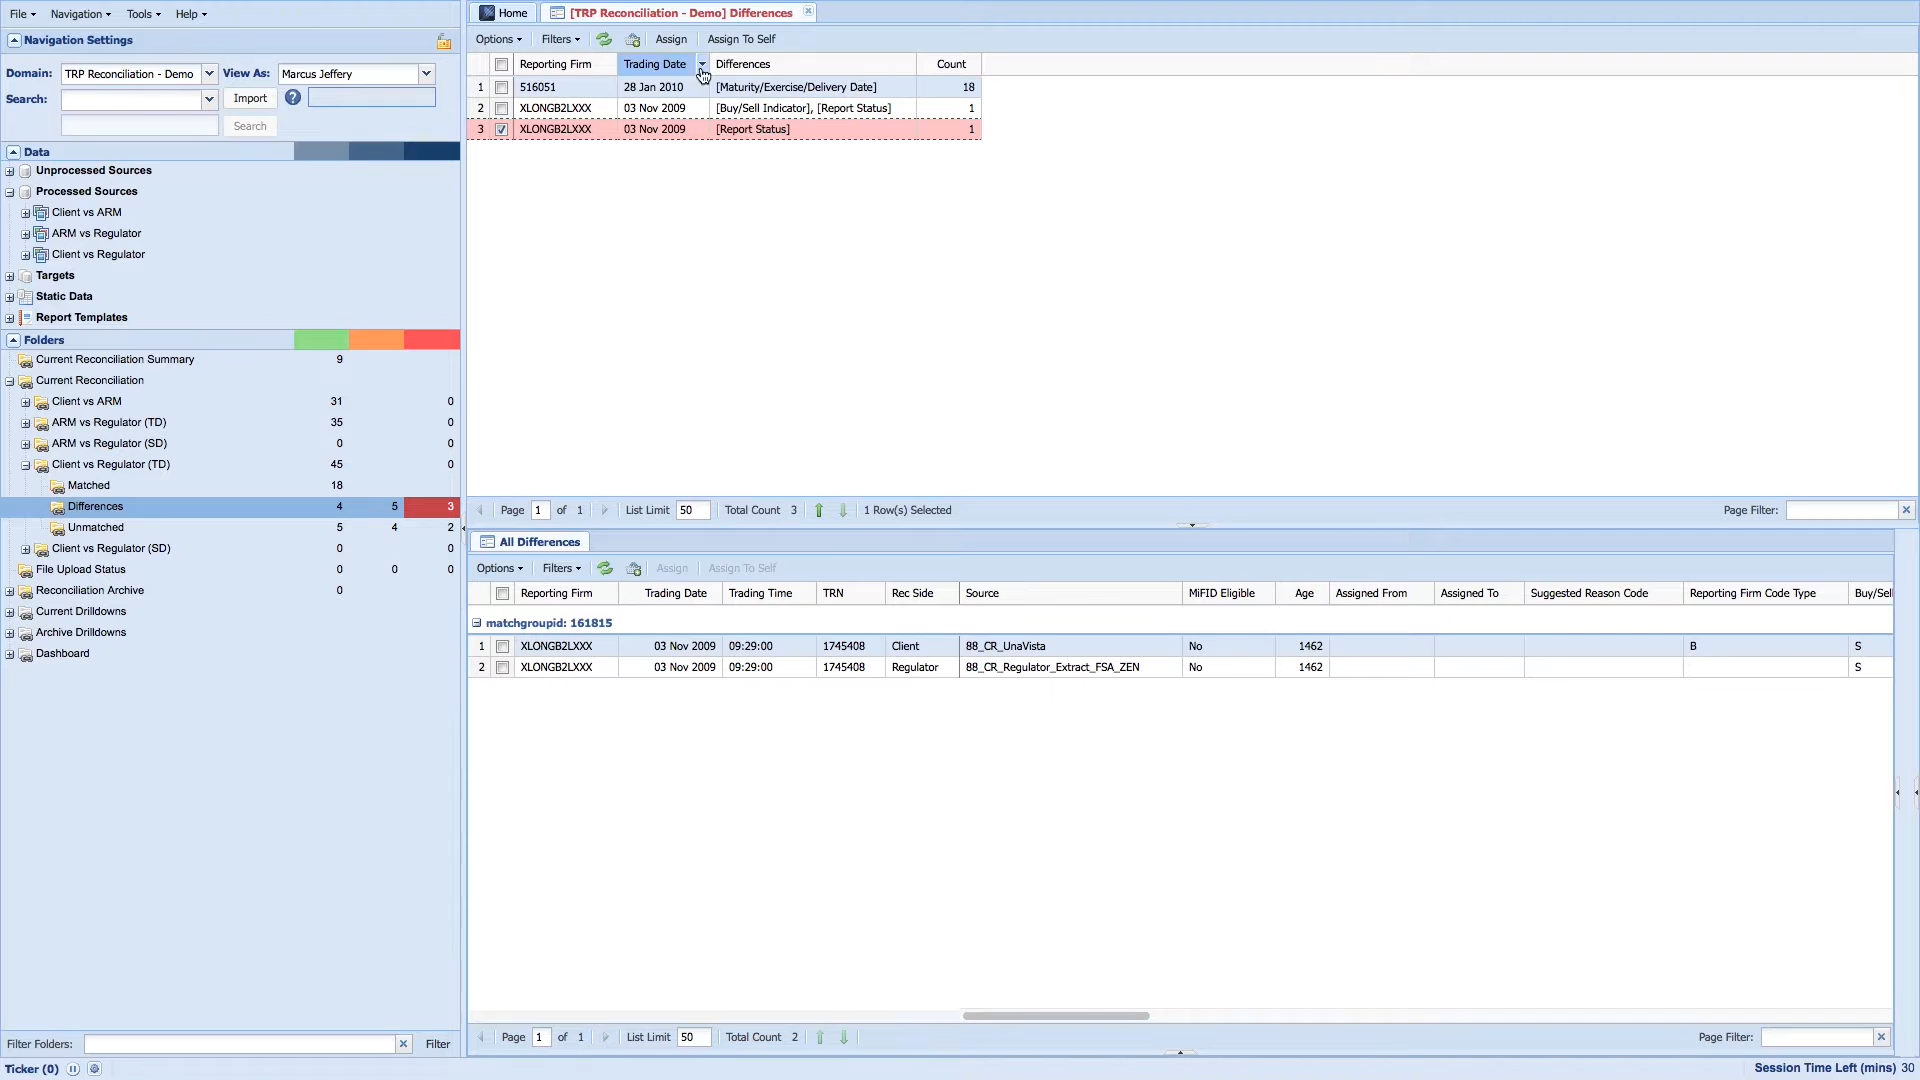 File Navigation Tools Help
Navigation Settings
Domain: TRP Reconciliation - Demo View As: Marcus Jeffery
Search: Import ?
Search
Data
Unprocessed Sources
Processed Sources
Client vs ARM
ARM vs Regulator
Client vs Regulator
Targets
Static Data
Report Templates
Folders
Current Reconciliation Summary 9
Current Reconciliation
Client vs ARM 31 0
ARM vs Regulator (TD) 35 0
ARM vs Regulator (SD) 0 0
Client vs Regulator (TD) 45 0
Matched 18
Differences 4 5 3
Unmatched 5 4 2
Client vs Regulator (SD) 0 0
File Upload Status 0 0 0
Reconciliation Archive 0
Current Drilldowns
Archive Drilldowns
Dashboard
Filter Folders: Filter
Ticker (0)
Home [TRP Reconciliation - Demo] Differences
Options Filters Assign Assign To Self
Reporting Firm Trading Date Differences Count
1 516051 28 Jan 2010 [Maturity/Exercise/Delivery Date] 18
2 XLONGB2LXXX 03 Nov 2009 [Buy/Sell Indicator], [Report Status] 1
3 XLONGB2LXXX 03 Nov 2009 [Report Status] 1
Page 1 of 1 List Limit 50 Total Count 3 1 Row(s) Selected Page Filter:
All Differences
Options Filters Assign Assign To Self
Reporting Firm Trading Date Trading Time TRN Rec Side Source MiFID Eligible Age Assigned From Assigned To Suggested Reason Code Reporting Firm Code Type Buy/Sell
matchgroupid: 161815
1 XLONGB2LXXX 03 Nov 2009 09:29:00 1745408 Client 88_CR_UnaVista No 1462 B S
2 XLONGB2LXXX 03 Nov 2009 09:29:00 1745408 Regulator 88_CR_Regulator_Extract_FSA_ZEN No 1462 S
Page 1 of 1 List Limit 50 Total Count 2 Page Filter:
Session Time Left (mins) 30